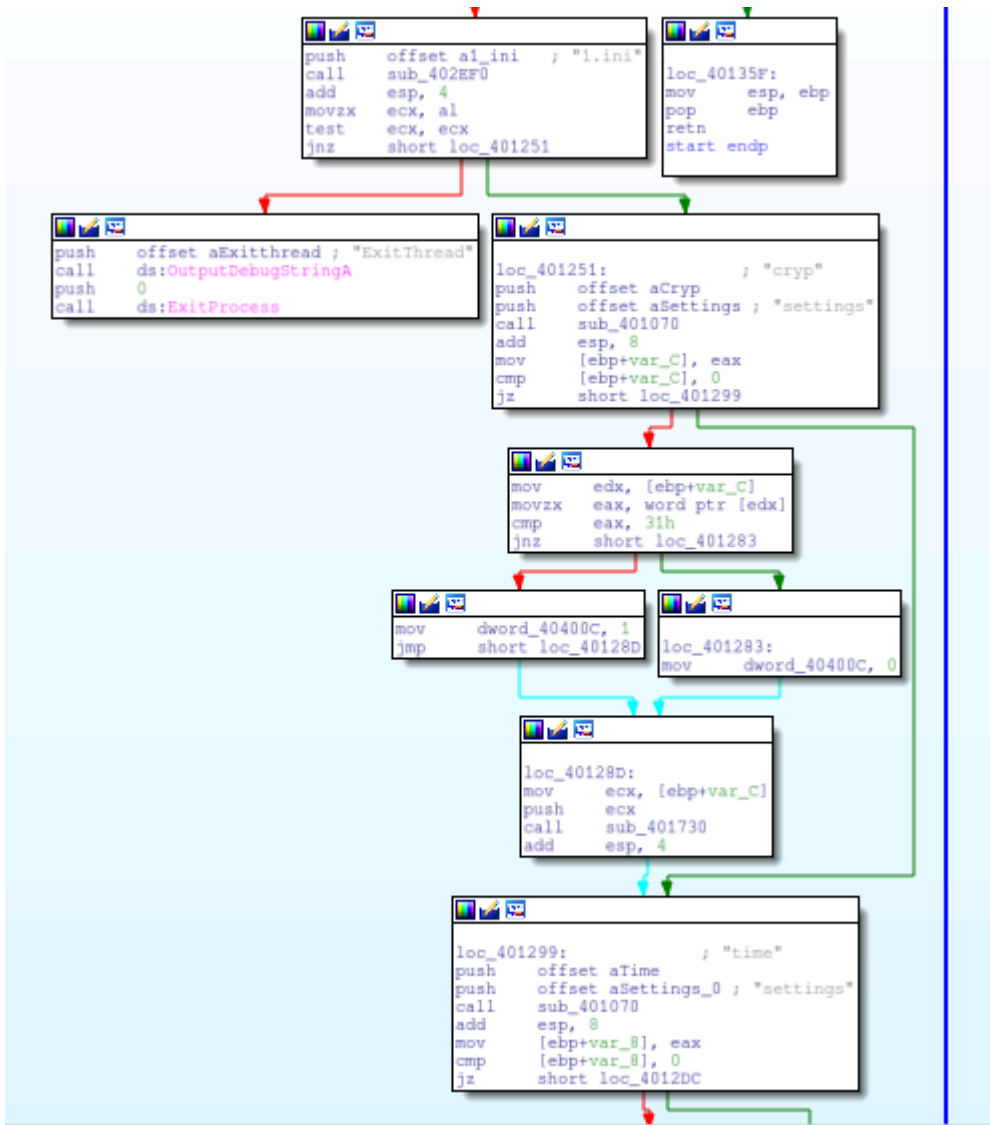 push offset a1_ini ; "1.ini"
call sub_402EF0
add esp, 4
movzx ecx, al
test ecx, ecx
jnz short loc_401251
loc_40135F:
mov esp, ebp
pop ebp
retn
start endp
push offset aExitthread ; "ExitThread"
call ds:OutputDebugStringA
push 0
call ds:ExitProcess
loc_401251: ; "cryp"
push offset aCryp
push offset aSettings ; "settings"
call sub_401070
add esp, 8
mov [ebp+var_C], eax
cmp [ebp+var_C], 0
jz short loc_401299
mov edx, [ebp+var_C]
movzx eax, word ptr [edx]
cmp eax, 31h
jnz short loc_401283
mov dword_40400C, 1
jmp short loc_40128D
loc_401283:
mov dword_40400C, 0
loc_40128D:
mov ecx, [ebp+var_C]
push ecx
call sub_401730
add esp, 4
loc_401299: ; "time"
push offset aTime
push offset aSettings_0 ; "settings"
call sub_401070
add esp, 8
mov [ebp+var_8], eax
cmp [ebp+var_8], 0
jz short loc_4012DC